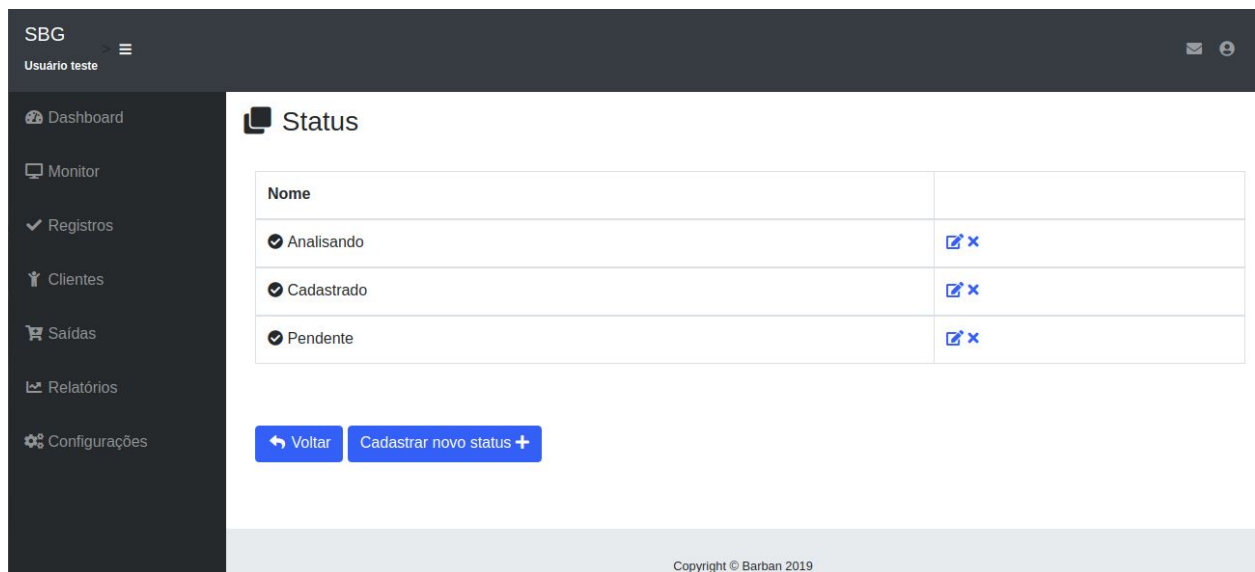 SBG
>
Usuário teste
Dashboard
Status
Monitor
Nome
Registros
Analisando
Clientes
Cadastrado
Saídas
Pendente
Relatórios
Configurações
Voltar
Cadastrar novo status
Copyright © Barban 2019